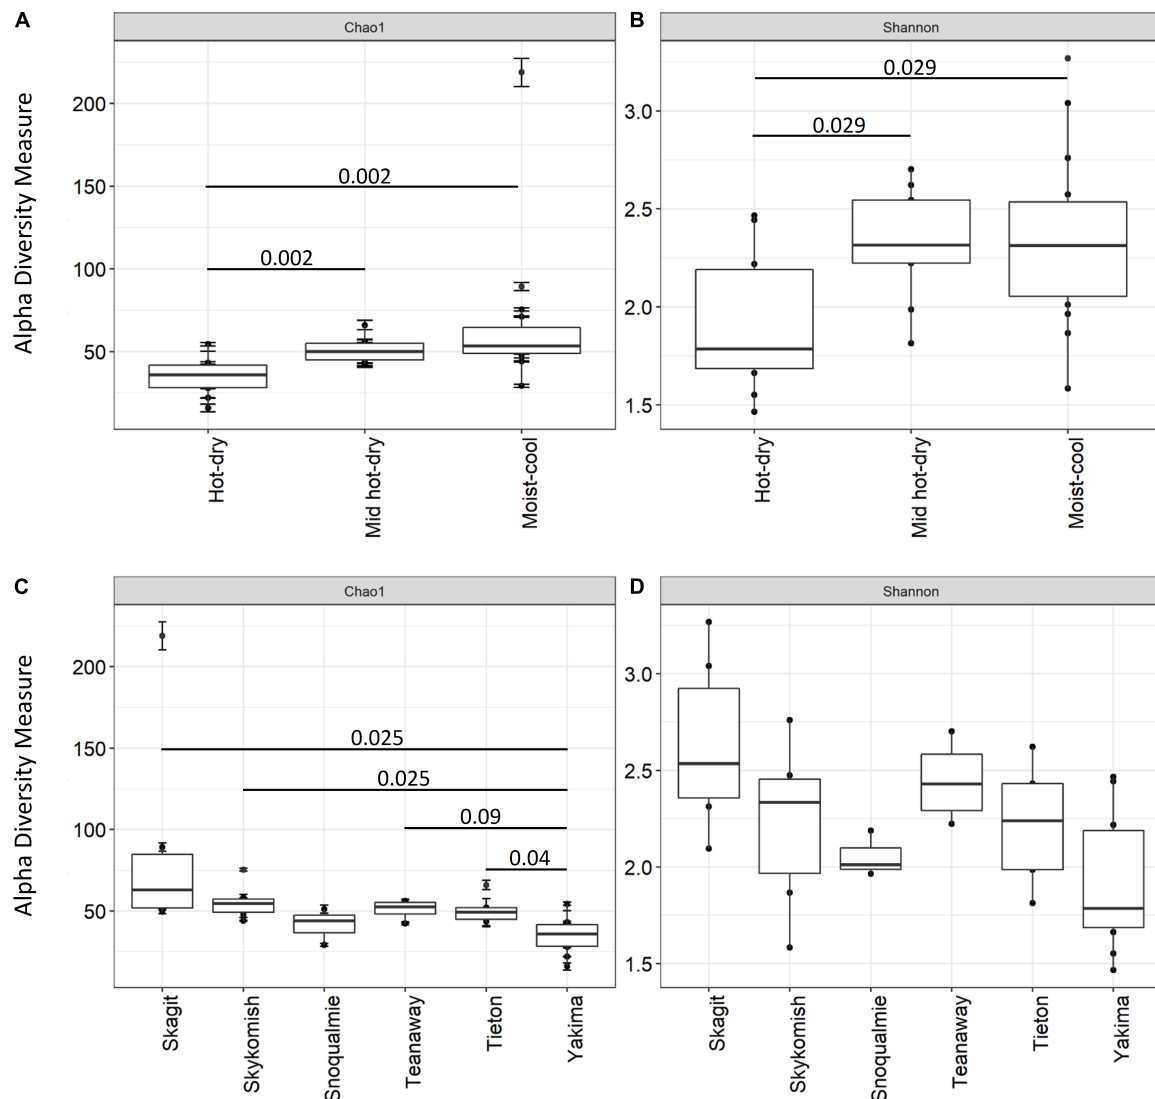 A
Chao1
Alpha Diversity Measure
200
150
100
50
0.002
0.002
Hot-dry
Mid hot-dry
Moist-cool
B
Shannon
3.0
2.5
2.0
1.5
0.029
0.029
Hot-dry
Mid hot-dry
Moist-cool
C
Chao1
Alpha Diversity Measure
200
150
100
50
0.025
0.025
0.09
0.04
Skagit
Skykomish
Snoqualmie
Teanaway
Tieton
Yakima
D
Shannon
3.0
2.5
2.0
1.5
Skagit
Skykomish
Snoqualmie
Teanaway
Tieton
Yakima